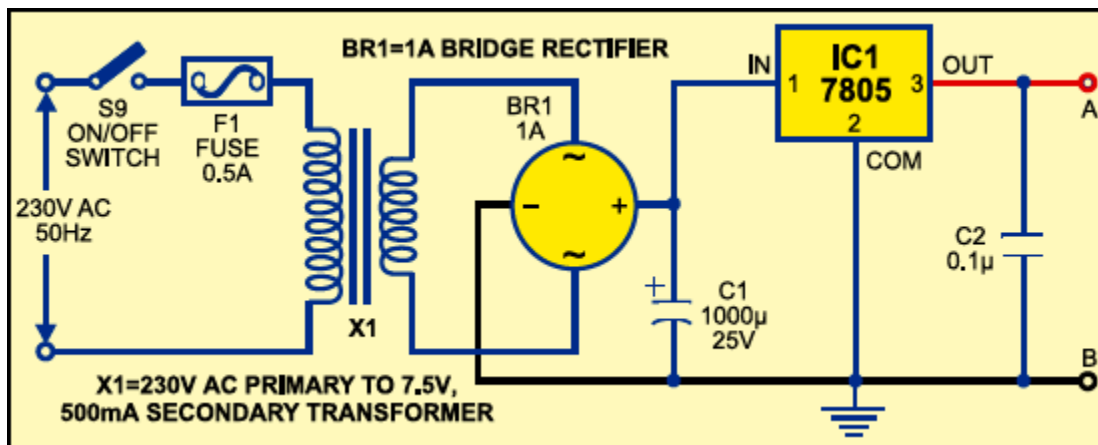 BR1=1A BRIDGE RECTIFIER
S9
ON/OFF
SWITCH
F1
FUSE
0.5A
230V AC
50Hz
X1
X1=230V AC PRIMARY TO 7.5V,
500mA SECONDARY TRANSFORMER
BR1
1A
~
− +
~
+
C1
1000µ
25V
IN
IC1
7805
1
3
2
OUT
COM
C2
0.1µ
A
B